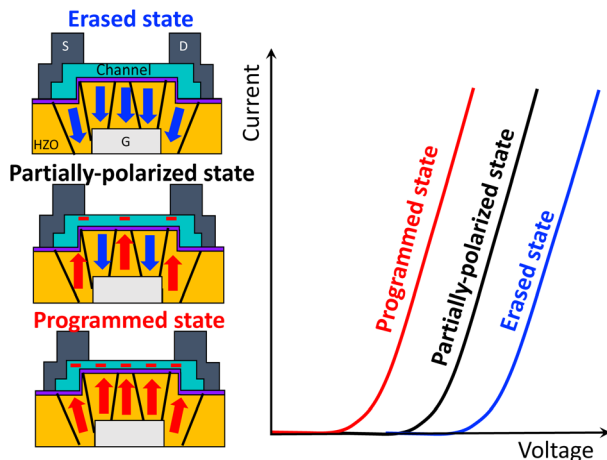 Erased state
S
D
Channel
HZO
G
Partially-polarized state
Programmed state
Current
Programmed state
Partially-polarized state
Erased state
Voltage